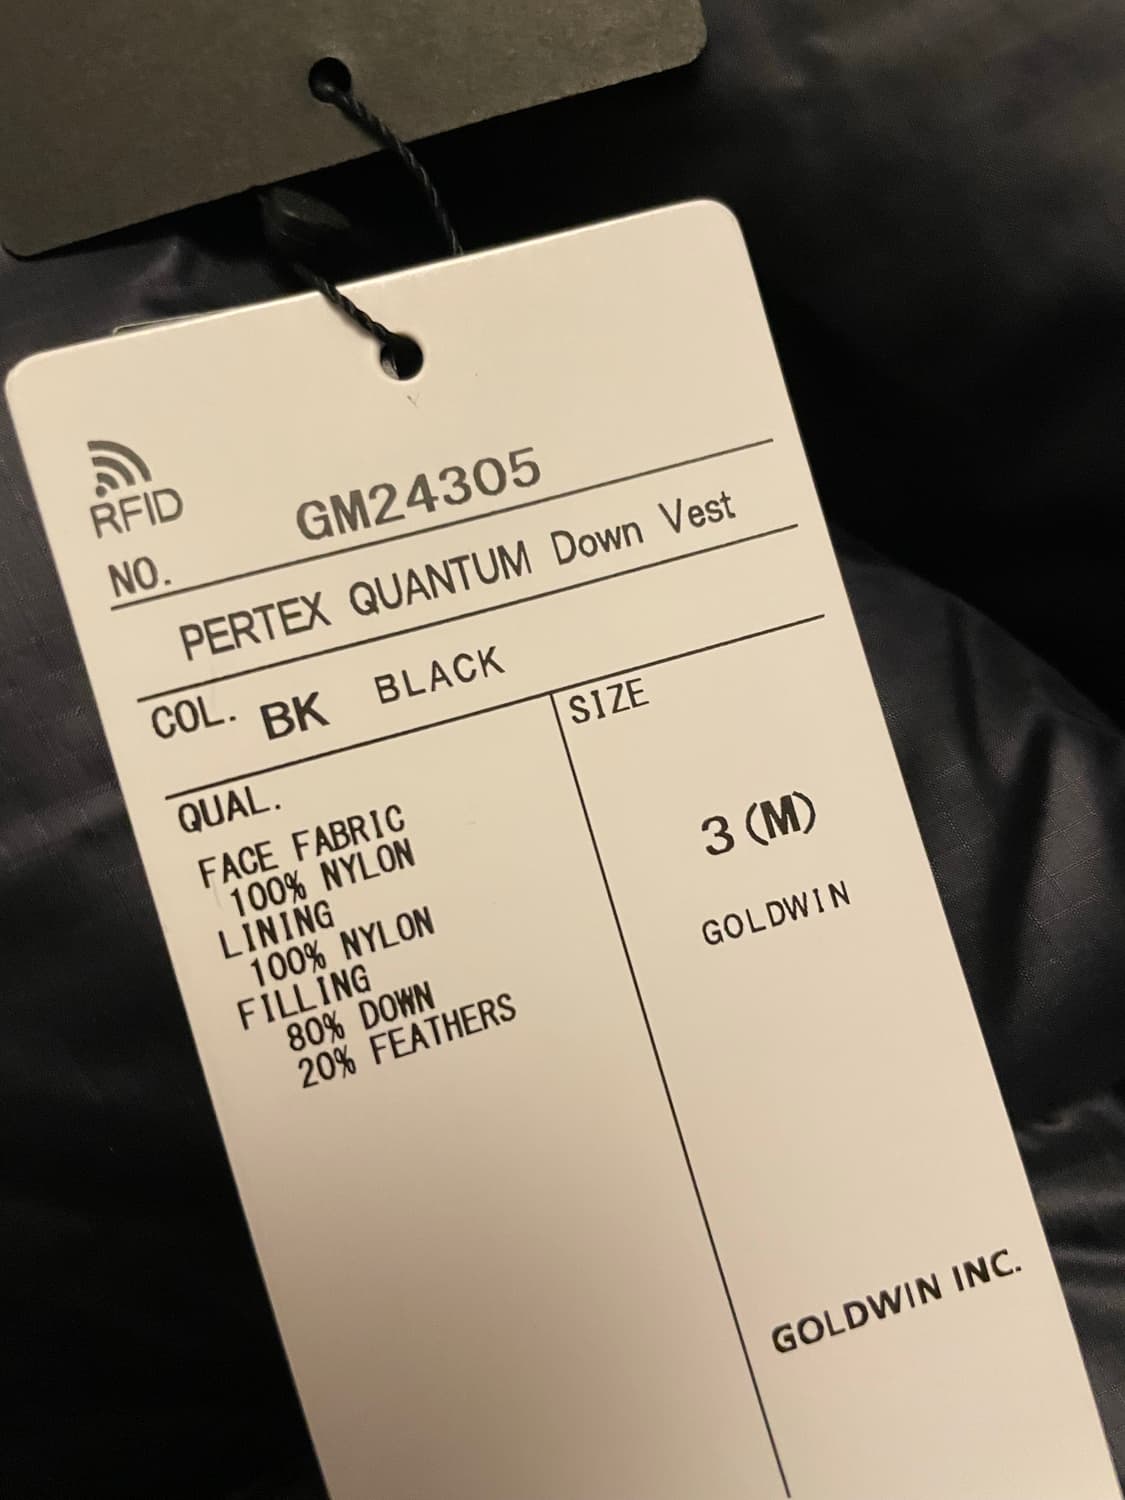 RFID
NO. GM24305
PERTEX QUANTUM Down Vest
COL. BK BLACK
QUAL.
FACE FABRIC
100% NYLON
LINING
100% NYLON
FILLING
80% DOWN
20% FEATHERS
SIZE
3(M)
GOLDWIN
GOLDWIN INC.